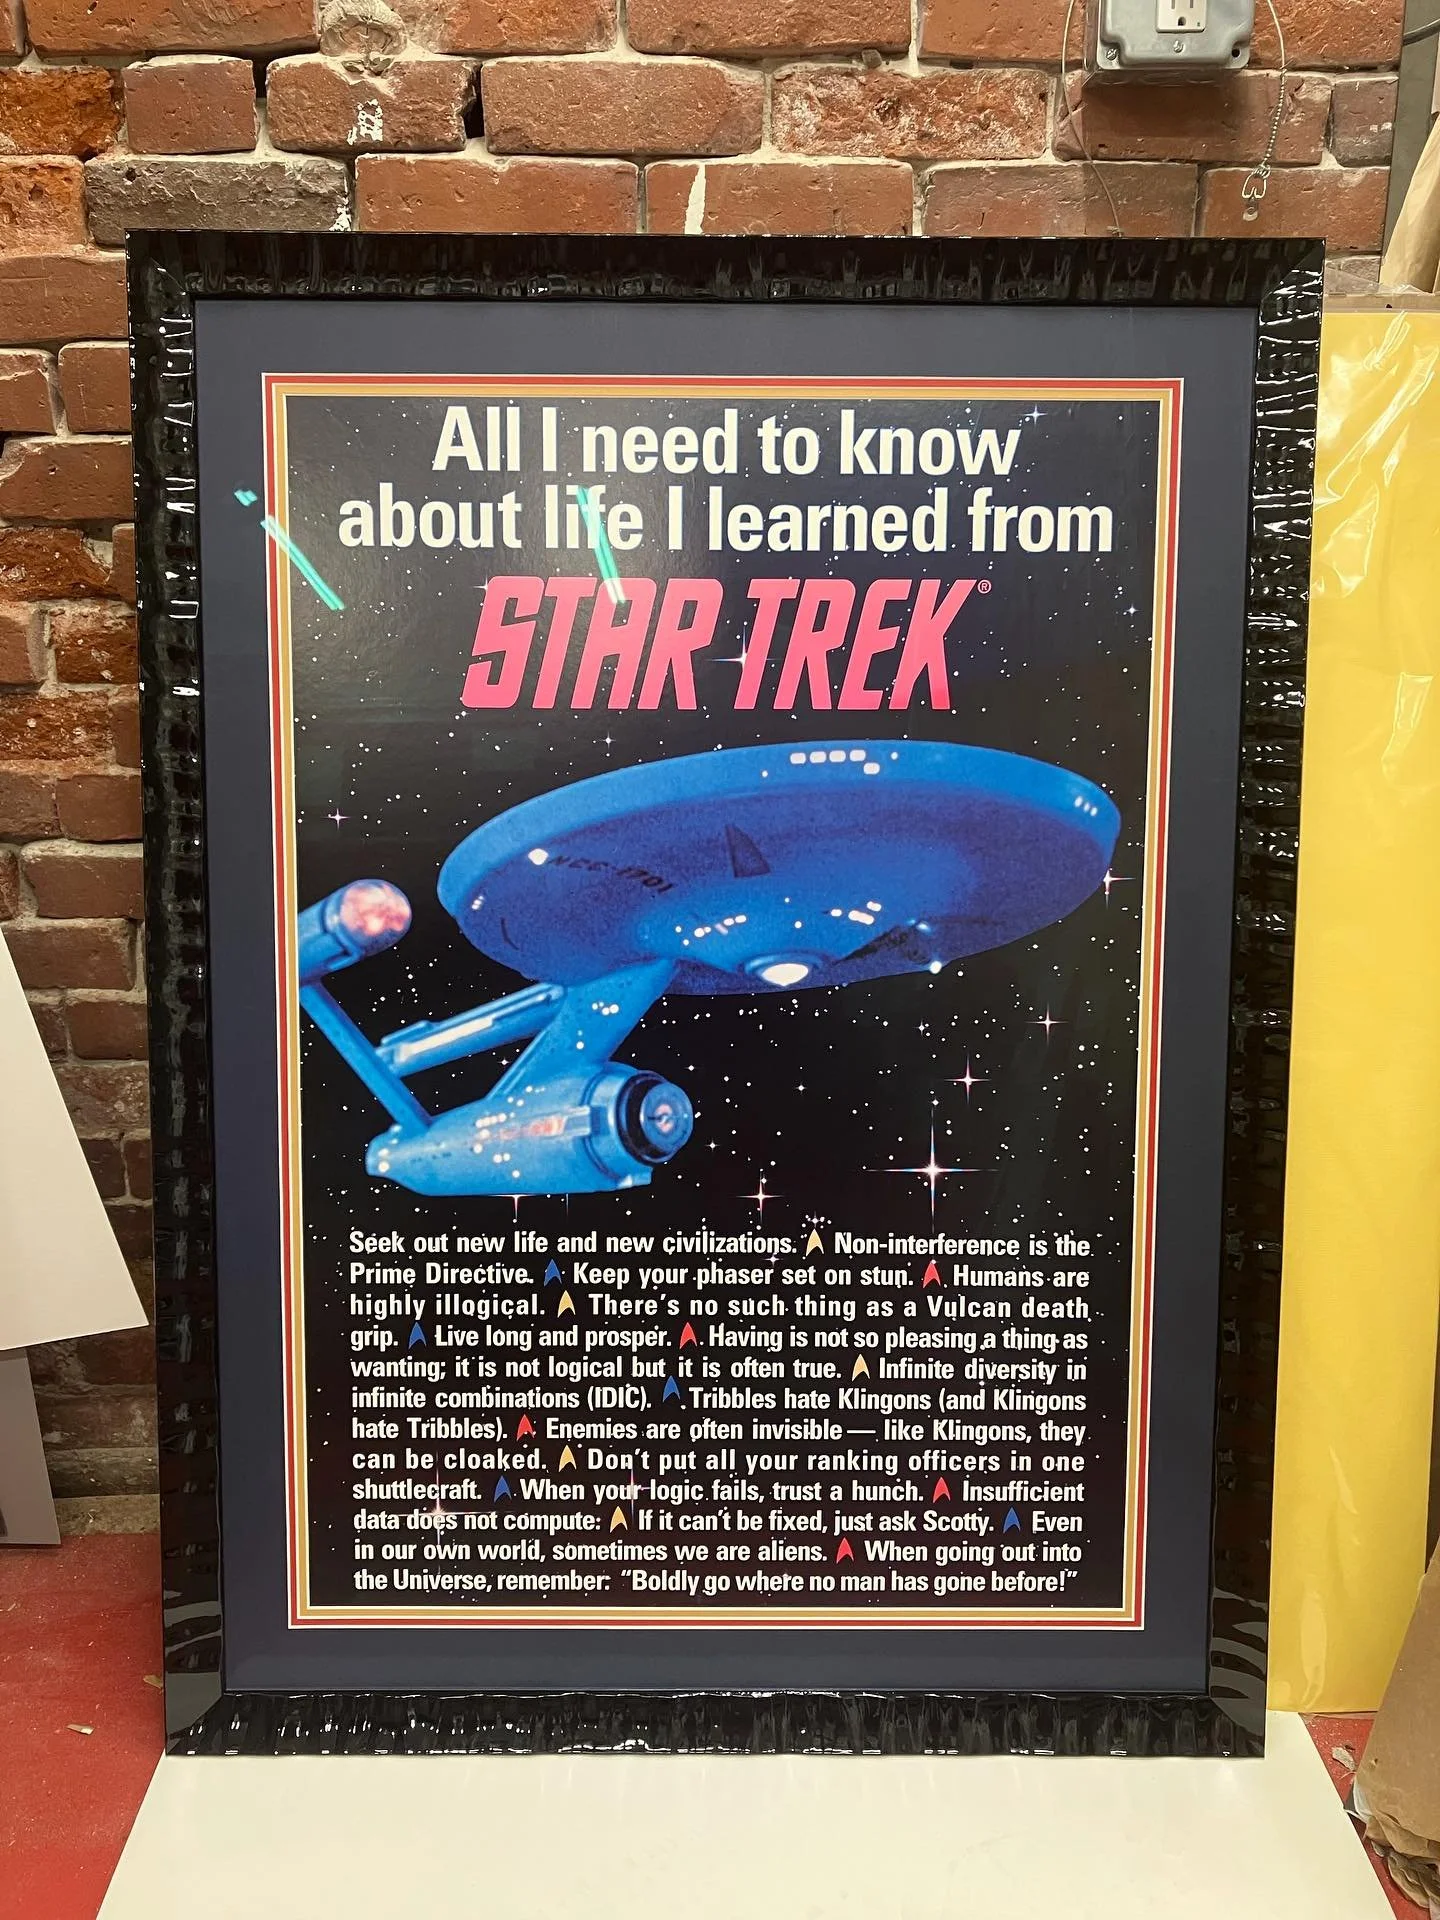 All I need to know
about life I learned from
STAR TREK®
NCC-1701
Seek out new life and new civilizations. Non-interference is the
Prime Directive. Keep your phaser set on stun. Humans are
highly illogical. There's no such thing as a Vulcan death
grip. Live long and prosper. Having is not so pleasing a thing as
wanting; it is not logical but it is often true. Infinite diversity in
infinite combinations (IDIC). Tribbles hate Klingons (and Klingons
hate Tribbles). Enemies are often invisible — like Klingons, they
can be cloaked. Don't put all your ranking officers in one
shuttlecraft. When your logic fails, trust a hunch. Insufficient
data does not compute. If it can't be fixed, just ask Scotty. Even
in our own world, sometimes we are aliens. When going out into
the Universe, remember: "Boldly go where no man has gone before!"